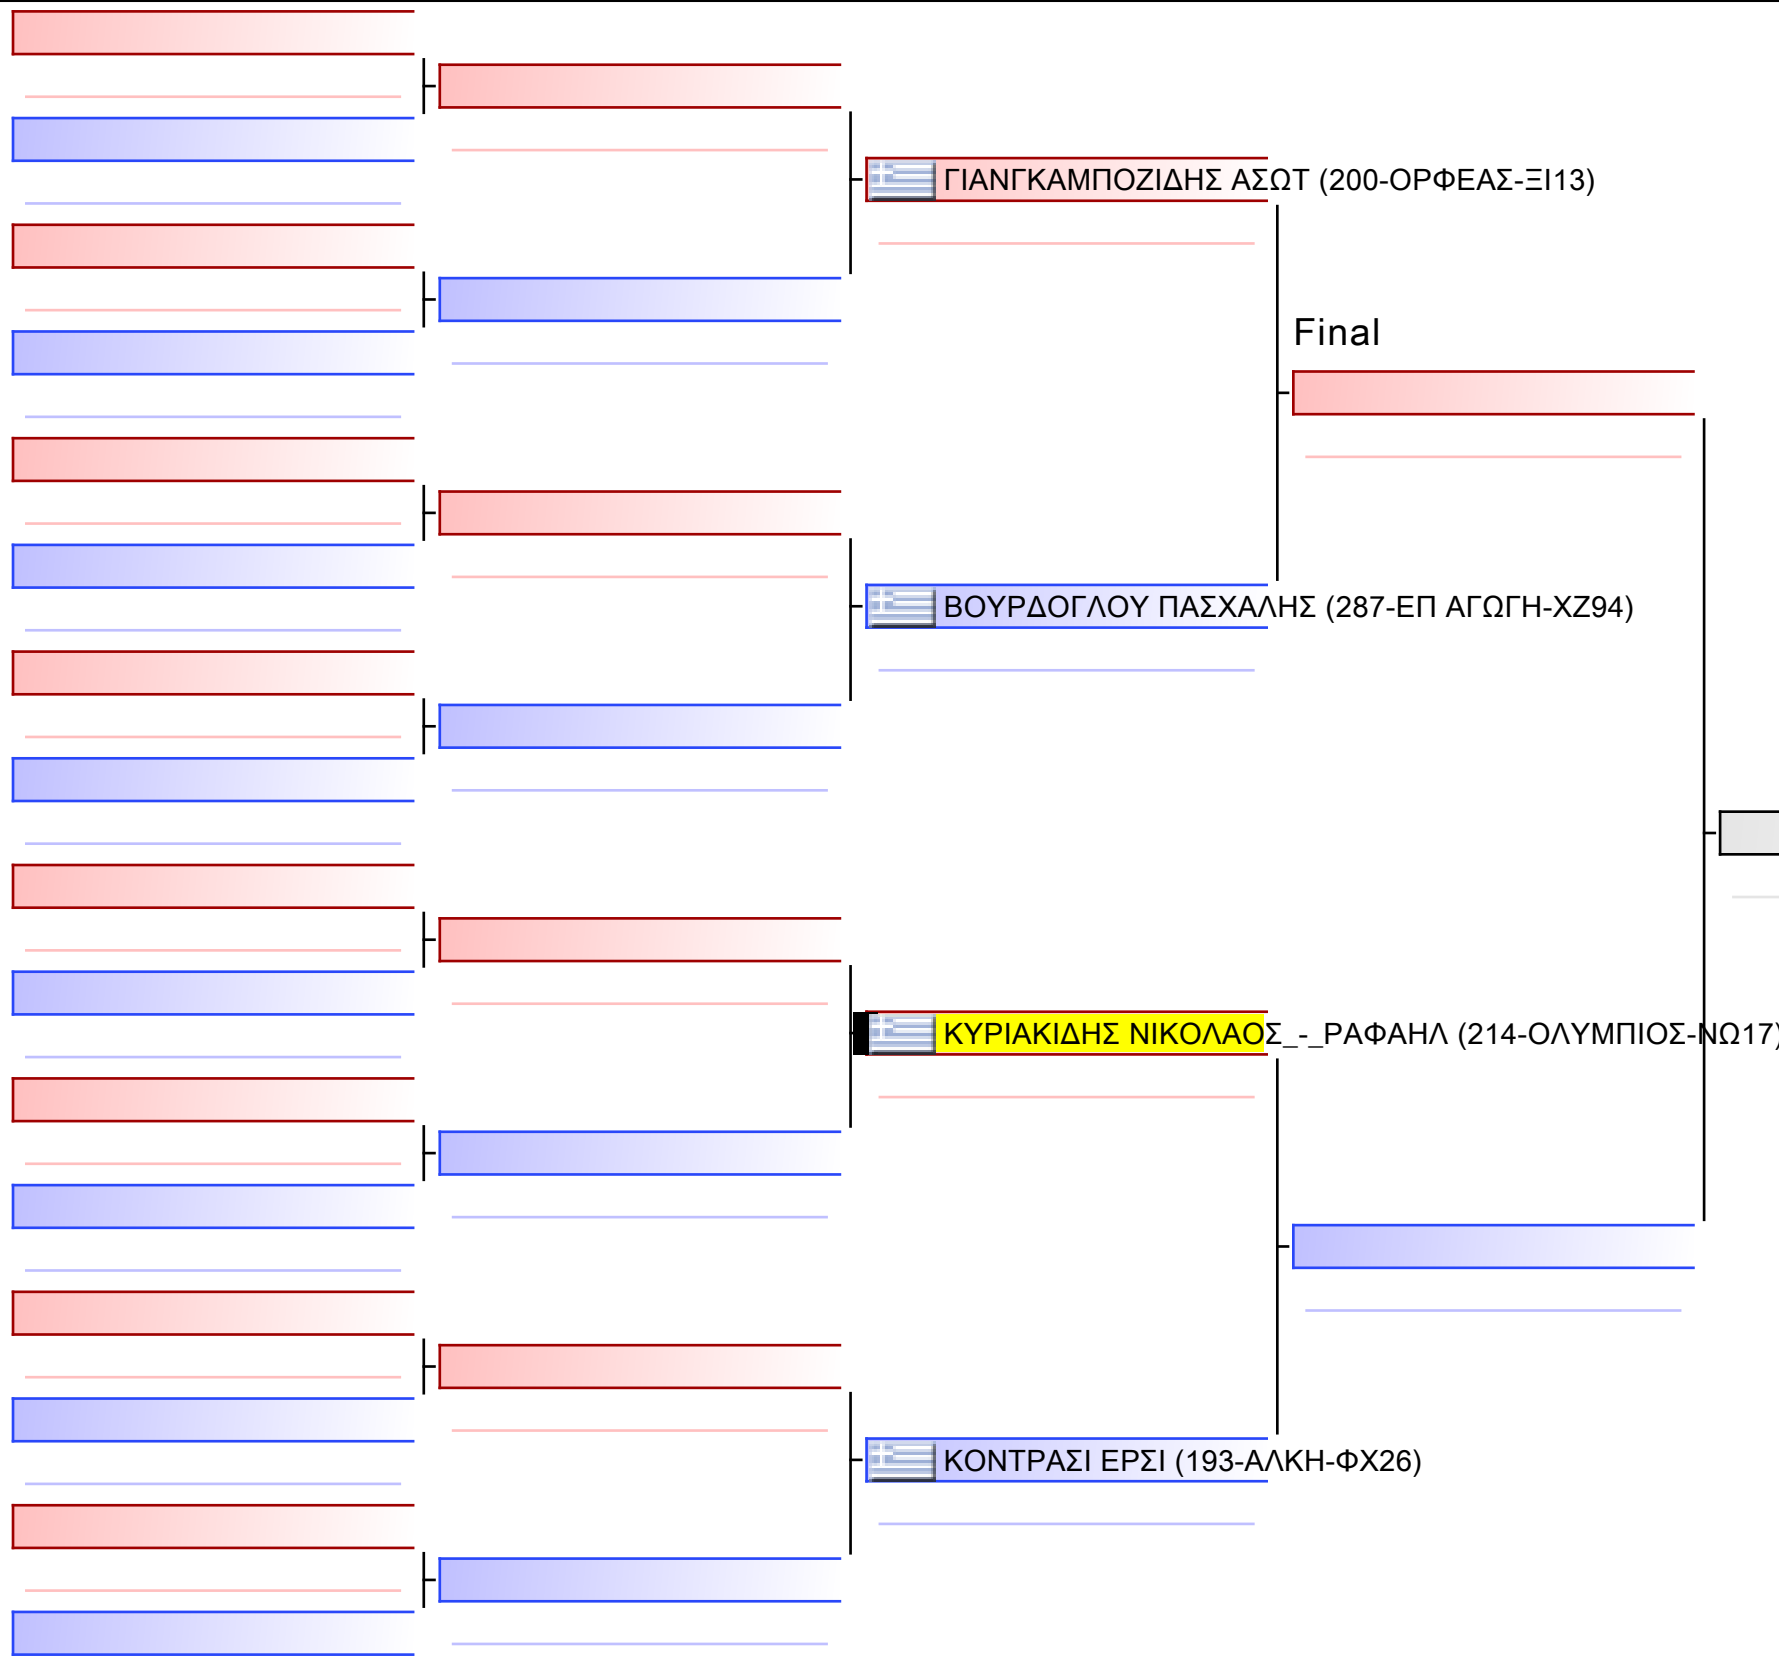 ΓΙΑΝΓΚΑΜΠΟΖΙΔΗΣ ΑΣΩΤ (200-ΟΡΦΕΑΣ-ΞΙ13)
Final
ΒΟΥΡΔΟΓΛΟΥ ΠΑΣΧΑΛΗΣ (287-ΕΠ ΑΓΩΓΗ-ΧΖ94)
ΚΥΡΙΑΚΙΔΗΣ ΝΙΚΟΛΑΟΣ_-_ΡΑΦΑΗΛ (214-ΟΛΥΜΠΙΟΣ-ΝΩ17)
ΚΟΝΤΡΑΣΙ ΕΡΣΙ (193-ΑΛΚΗ-ΦΧ26)